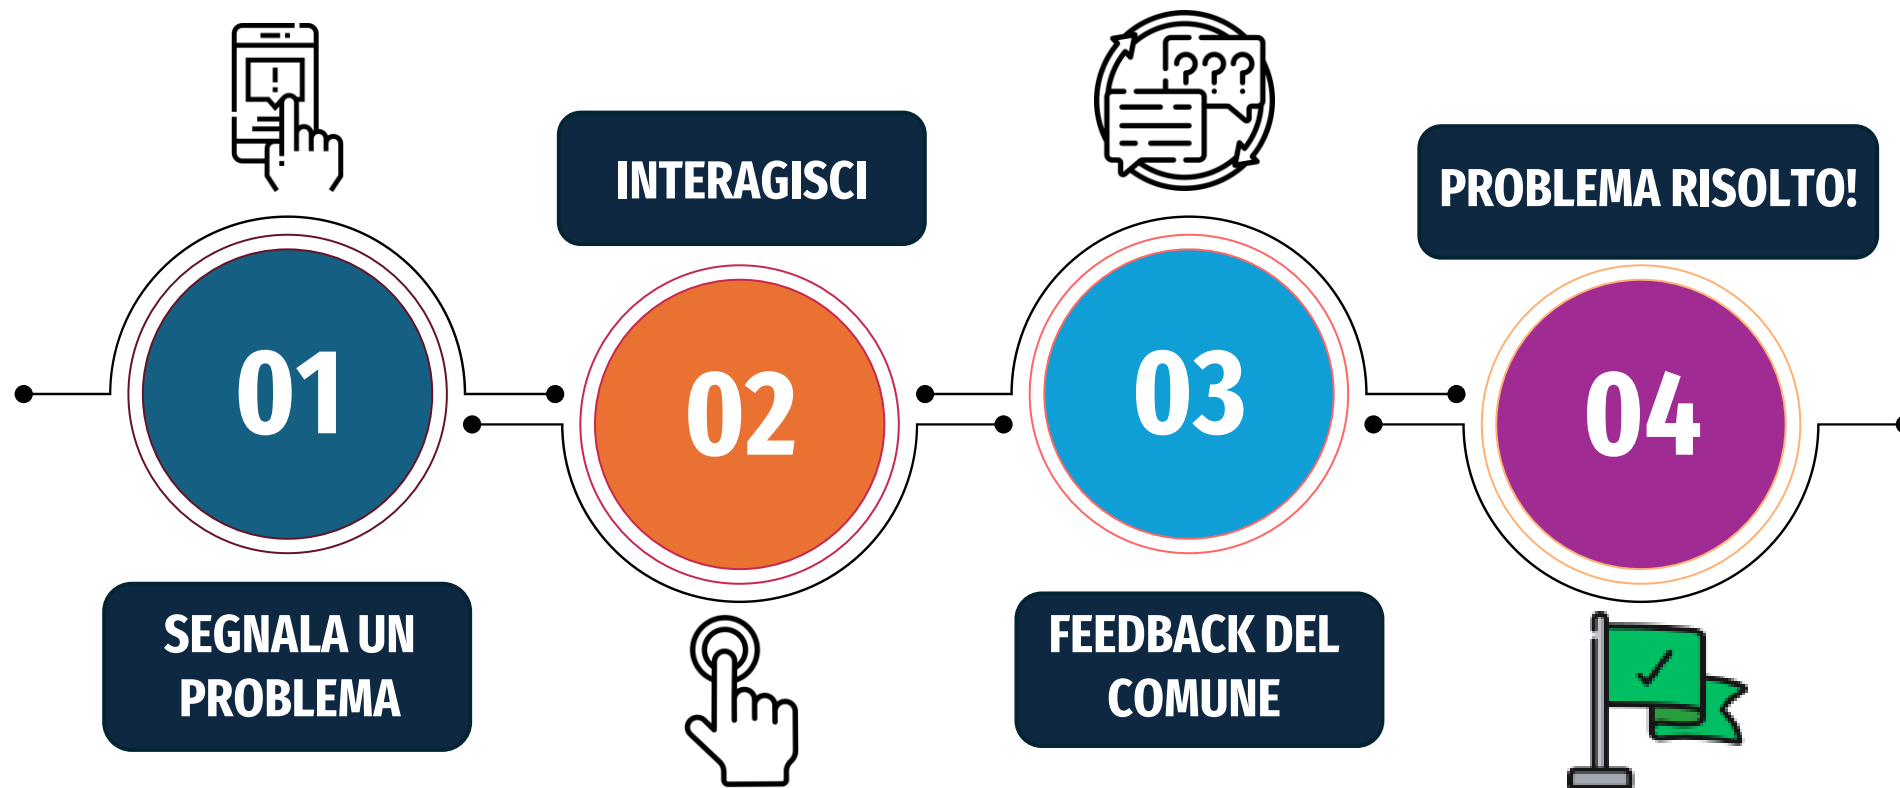 01
SEGNALA UN
PROBLEMA
INTERAGISCI
02
???
03
FEEDBACK DEL
COMUNE
PROBLEMA RISOLTO!
04